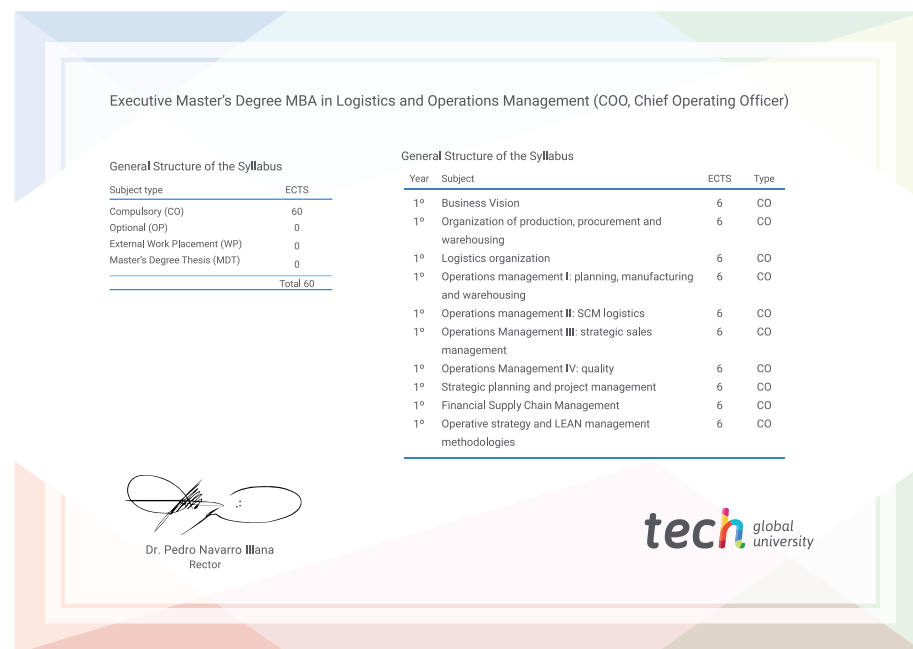 Executive Master's Degree MBA in Logistics and Operations Management (COO, Chief Operating Officer)
General Structure of the Syllabus
Subject type ECTS
Compulsory (CO) 60
Optional (OP) 0
External Work Placement (WP) 0
Master's Degree Thesis (MDT) 0
Total 60
General Structure of the Syllabus
Year Subject ECTS Type
1º Business Vision 6 CO
1º Organization of production, procurement and 6 CO
warehousing
1º Logistics organization 6 CO
1º Operations management I: planning, manufacturing 6 CO
and warehousing
1º Operations management II: SCM logistics 6 CO
1º Operations Management III: strategic sales 6 CO
management
1º Operations Management IV: quality 6 CO
1º Strategic planning and project management 6 CO
1º Financial Supply Chain Management 6 CO
1º Operative strategy and LEAN management 6 CO
methodologies
Dr. Pedro Navarro Illana
Rector
tech global
university